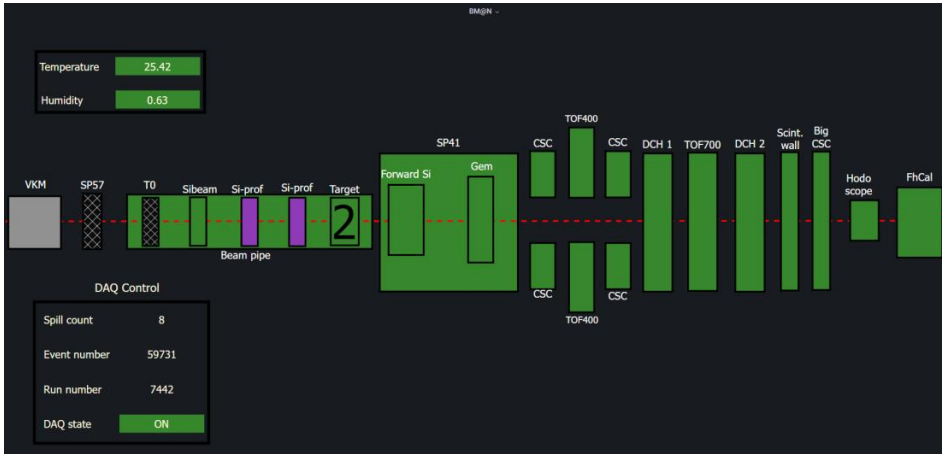 BM@N
Temperature 25.42
Humidity 0.63
VKM
SP57
T0
Sibeam
Si-prof
Si-prof
Target
2
Beam pipe
SP41
Forward Si
Gem
CSC
TOF400
CSC
CSC
TOF400
CSC
DCH 1
TOF700
DCH 2
Scint.
wall
Big
CSC
Hodo
scope
FhCal
DAQ Control
Spill count 8
Event number 59731
Run number 7442
DAQ state ON